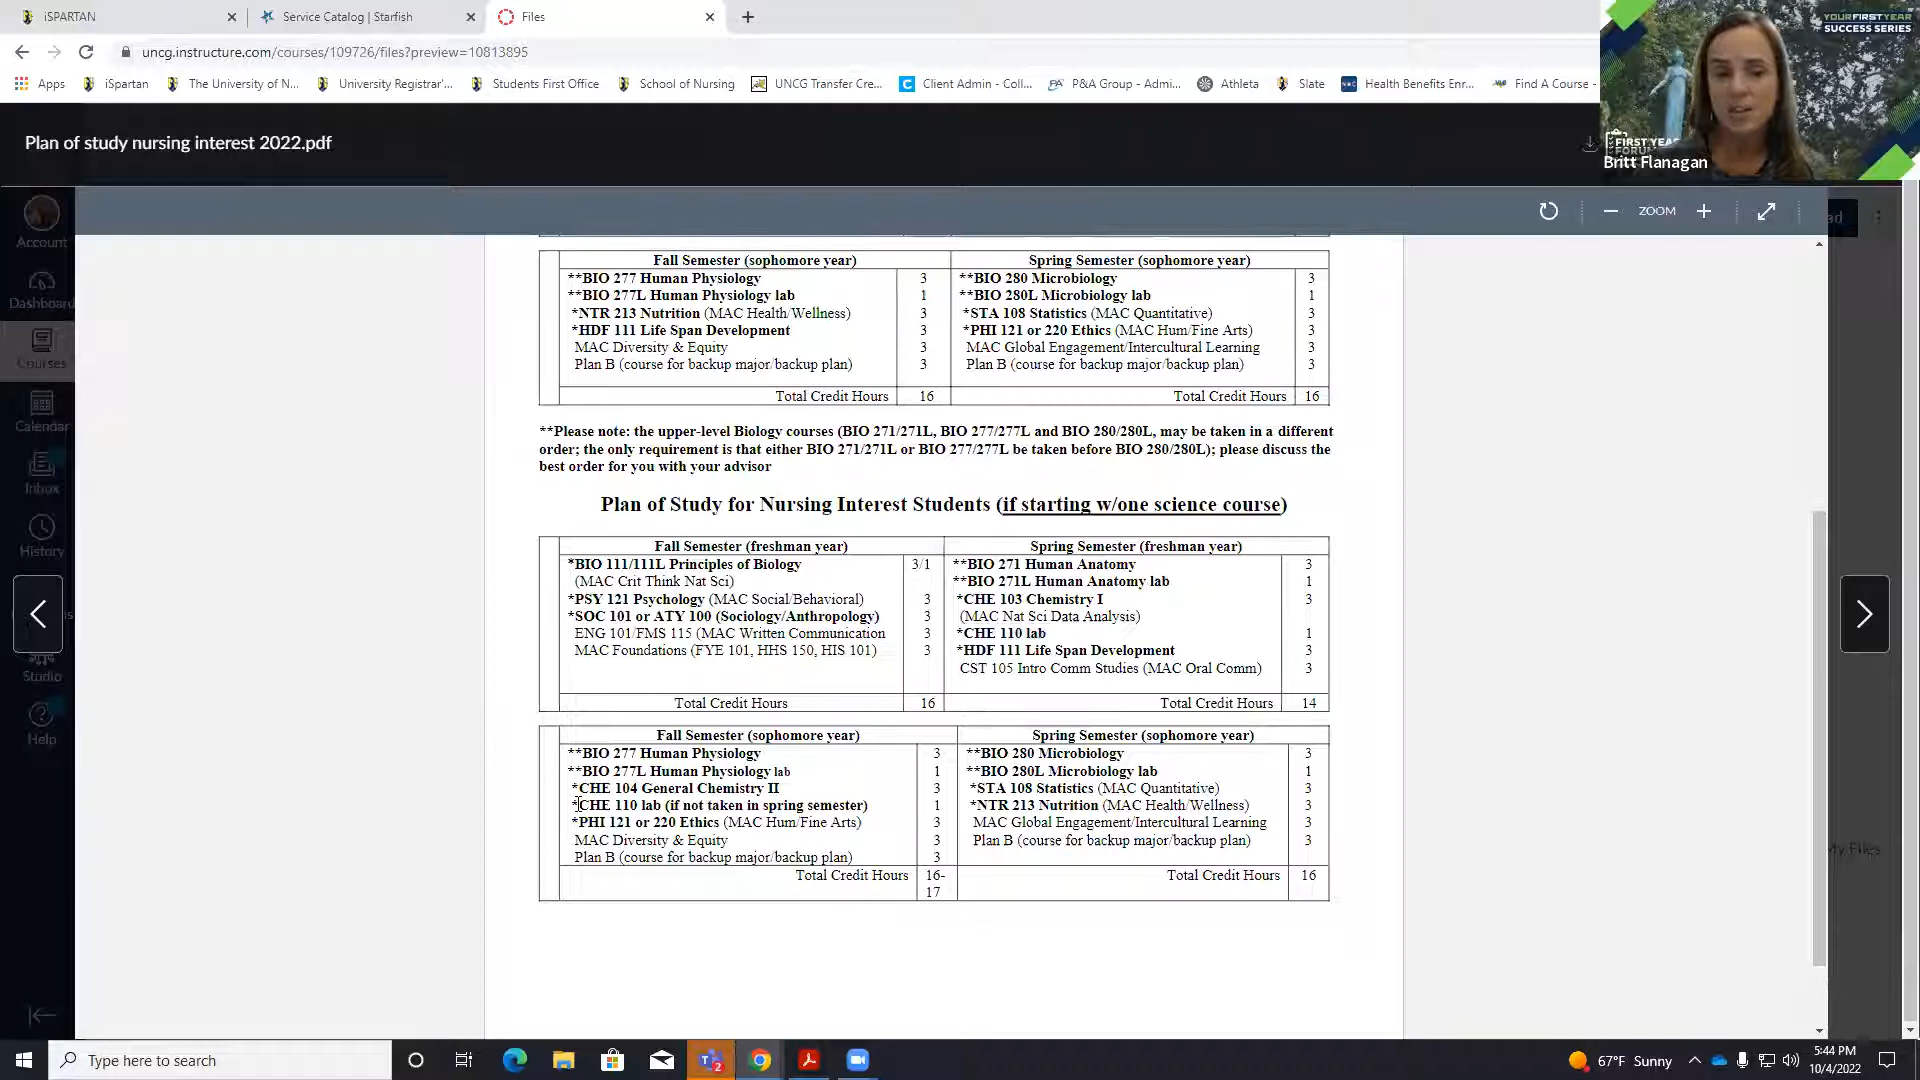 iSPARTAN
Service Catalog | Starfish
Files
uncg.instructure.com/courses/109726/files?preview=10813895
YOUR FIRST YEAR
SUCCESS SERIES
Apps
iSpartan
The University of N...
University Registrar'...
Students First Office
School of Nursing
UNCG Transfer Cre...
Client Admin - Coll...
P&A Group - Admi...
Athleta
Slate
Health Benefits Enr...
Find A Course -
Plan of study nursing interest 2022.pdf
FIRST YEA
FORUM
Britt Flanagan
ZOOM
Account
Dashboard
Courses
Calendar
Inbox
History
Studio
Help
My Files
Fall Semester (sophomore year) Spring Semester (sophomore year)
**BIO 277 Human Physiology 3 **BIO 280 Microbiology 3
**BIO 277L Human Physiology lab 1 **BIO 280L Microbiology lab 1
*NTR 213 Nutrition (MAC Health/Wellness) 3 *STA 108 Statistics (MAC Quantitative) 3
*HDF 111 Life Span Development 3 *PHI 121 or 220 Ethics (MAC Hum/Fine Arts) 3
MAC Diversity & Equity 3 MAC Global Engagement/Intercultural Learning 3
Plan B (course for backup major/backup plan) 3 Plan B (course for backup major/backup plan) 3
Total Credit Hours 16 Total Credit Hours 16
**Please note: the upper-level Biology courses (BIO 271/271L, BIO 277/277L and BIO 280/280L, may be taken in a different
order; the only requirement is that either BIO 271/271L or BIO 277/277L be taken before BIO 280/280L); please discuss the
best order for you with your advisor
Plan of Study for Nursing Interest Students (if starting w/one science course)
Fall Semester (freshman year) Spring Semester (freshman year)
*BIO 111/111L Principles of Biology 3/1 **BIO 271 Human Anatomy 3
(MAC Crit Think Nat Sci) **BIO 271L Human Anatomy lab 1
*PSY 121 Psychology (MAC Social/Behavioral) 3 *CHE 103 Chemistry I 3
*SOC 101 or ATY 100 (Sociology/Anthropology) 3 (MAC Nat Sci Data Analysis)
ENG 101/FMS 115 (MAC Written Communication 3 *CHE 110 lab 1
MAC Foundations (FYE 101, HHS 150, HIS 101) 3 *HDF 111 Life Span Development 3
CST 105 Intro Comm Studies (MAC Oral Comm) 3
Total Credit Hours 16 Total Credit Hours 14
Fall Semester (sophomore year) Spring Semester (sophomore year)
**BIO 277 Human Physiology 3 **BIO 280 Microbiology 3
**BIO 277L Human Physiology lab 1 **BIO 280L Microbiology lab 1
*CHE 104 General Chemistry II 3 *STA 108 Statistics (MAC Quantitative) 3
*CHE 110 lab (if not taken in spring semester) 1 *NTR 213 Nutrition (MAC Health/Wellness) 3
*PHI 121 or 220 Ethics (MAC Hum/Fine Arts) 3 MAC Global Engagement/Intercultural Learning 3
MAC Diversity & Equity 3 Plan B (course for backup major/backup plan) 3
Plan B (course for backup major/backup plan) 3
Total Credit Hours 16-17 Total Credit Hours 16
Type here to search
2
67°F Sunny
5:44 PM
10/4/2022